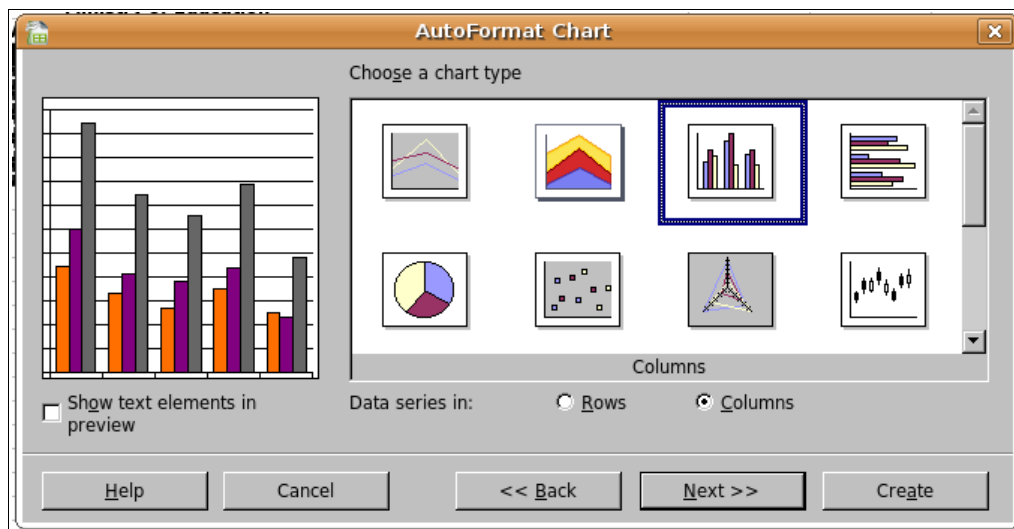 AutoFormat Chart
Choose a chart type
Columns
Show text elements in
preview
Data series in:
Rows
Columns
Help
Cancel
<< Back
Next >>
Create